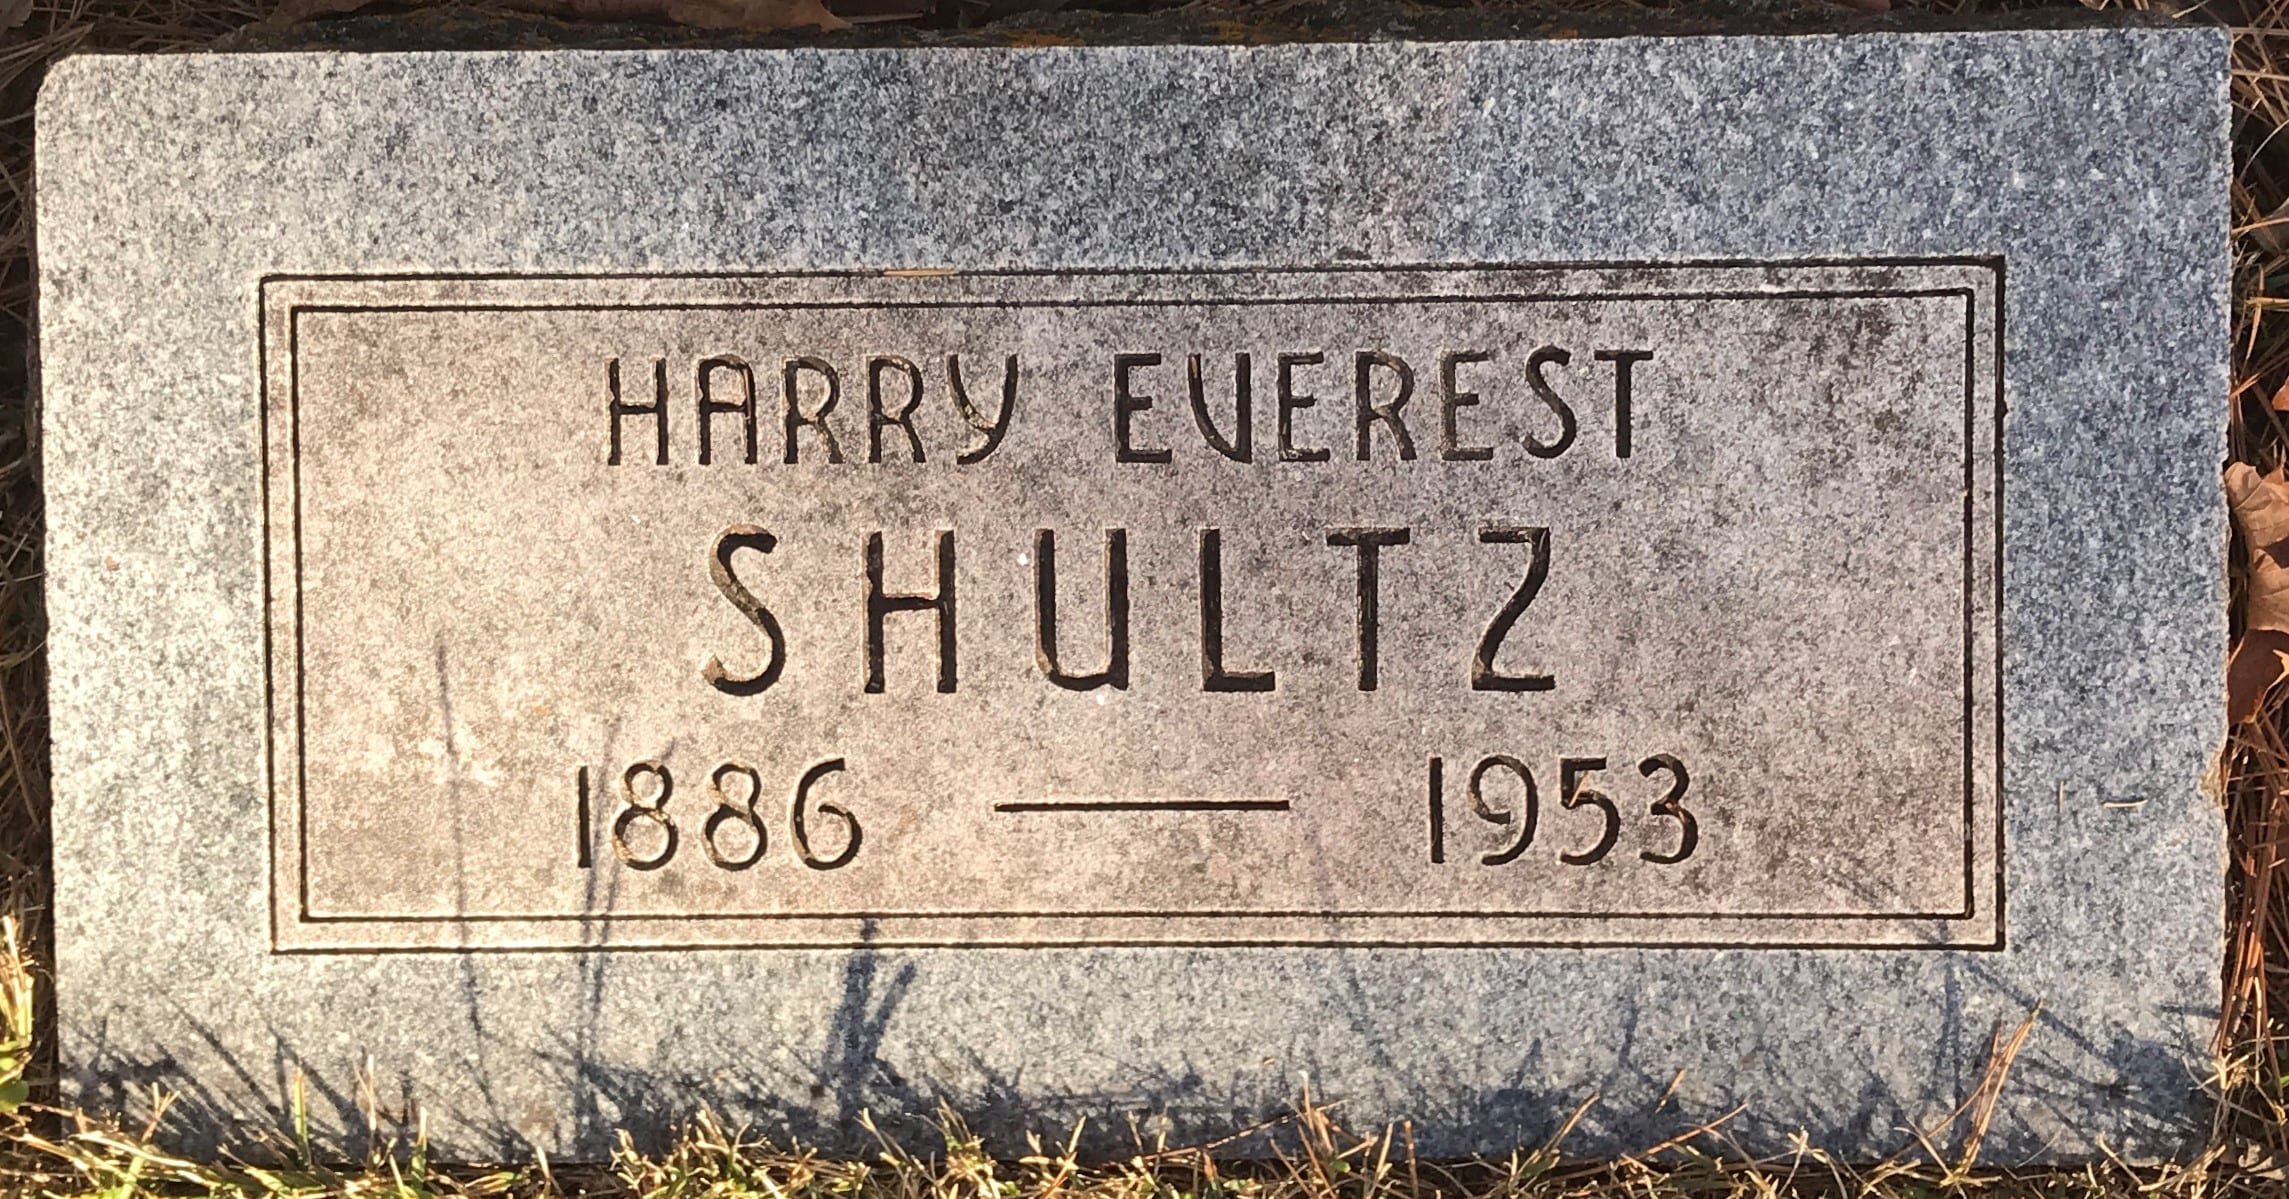 HARRY EVEREST
SHULTZ
1886 — 1953